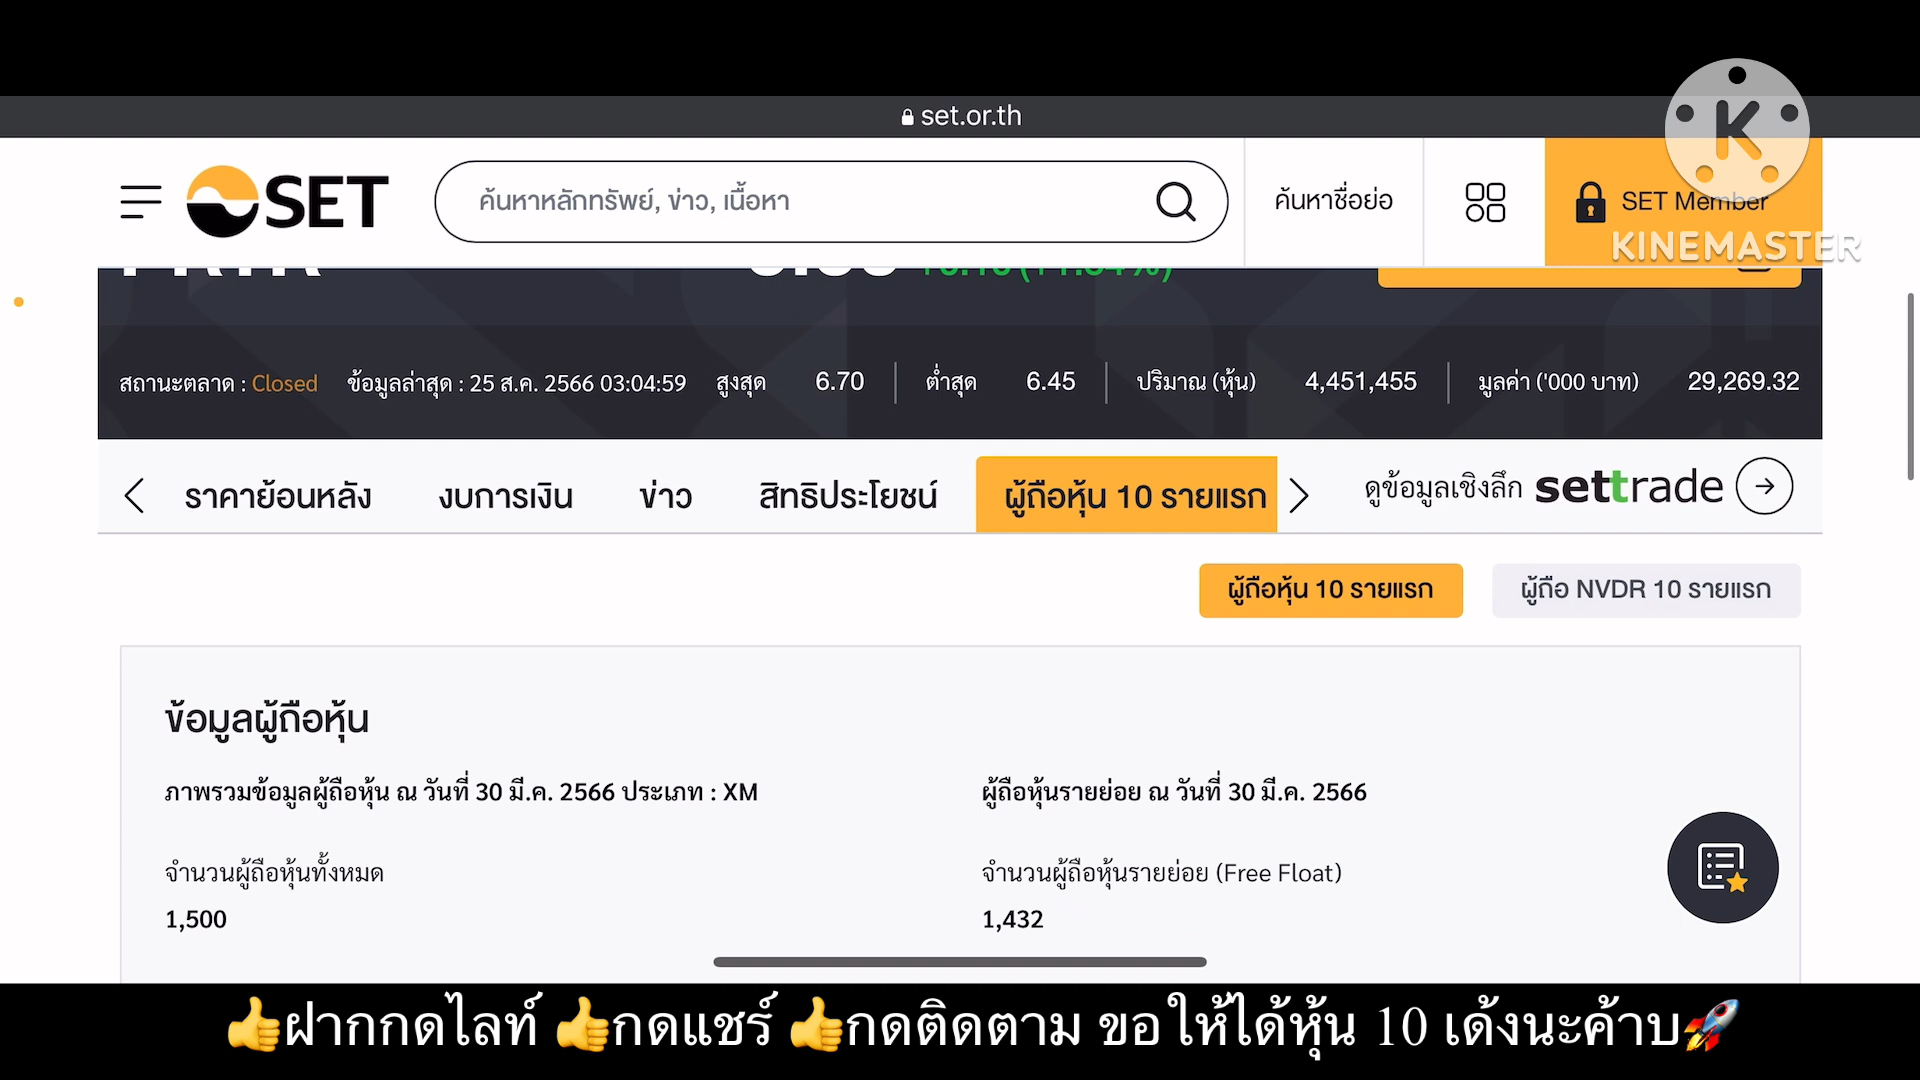 set.or.th
K
SET
ค้นหาหลักทรัพย์, ข่าว, เนื้อหา
ค้นหาชื่อย่อ
SET Member
KINEMASTER
สถานะตลาด : Closed ข้อมูลล่าสุด : 25 ส.ค. 2566 03:04:59 สูงสุด 6.70 ต่ำสุด 6.45 ปริมาณ (หุ้น) 4,451,455 มูลค่า ('000 บาท) 29,269.32
ราคาย้อนหลัง งบการเงิน ข่าว สิทธิประโยชน์ ผู้ถือหุ้น 10 รายแรก ดูข้อมูลเชิงลึก settrade
ผู้ถือหุ้น 10 รายแรก ผู้ถือ NVDR 10 รายแรก
ข้อมูลผู้ถือหุ้น
ภาพรวมข้อมูลผู้ถือหุ้น ณ วันที่ 30 มี.ค. 2566 ประเภท : XM ผู้ถือหุ้นรายย่อย ณ วันที่ 30 มี.ค. 2566
จำนวนผู้ถือหุ้นทั้งหมด จำนวนผู้ถือหุ้นรายย่อย (Free Float)
1,500 1,432
👍ฝากกดไลท์ 👍กดแชร์ 👍กดติดตาม ขอให้ได้หุ้น 10 เด้งนะค้าบ🚀